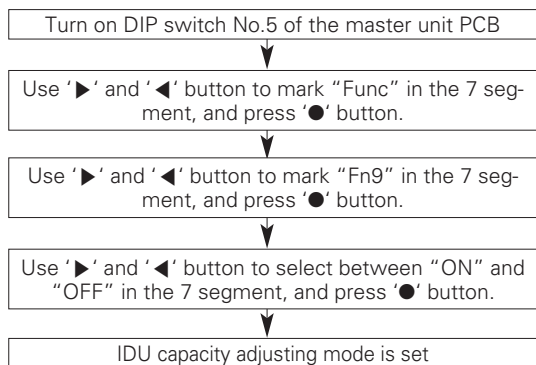 Turn on DIP switch No.5 of the master unit PCB
Use ‘▶‘ and ‘◀‘ button to mark “Func” in the 7 seg-
ment, and press ‘●‘ button.
Use ‘▶‘ and ‘◀‘ button to mark “Fn9” in the 7 seg-
ment, and press ‘●‘ button.
Use ‘▶‘ and ‘◀‘ button to select between “ON” and
“OFF” in the 7 segment, and press ‘●‘ button.
IDU capacity adjusting mode is set